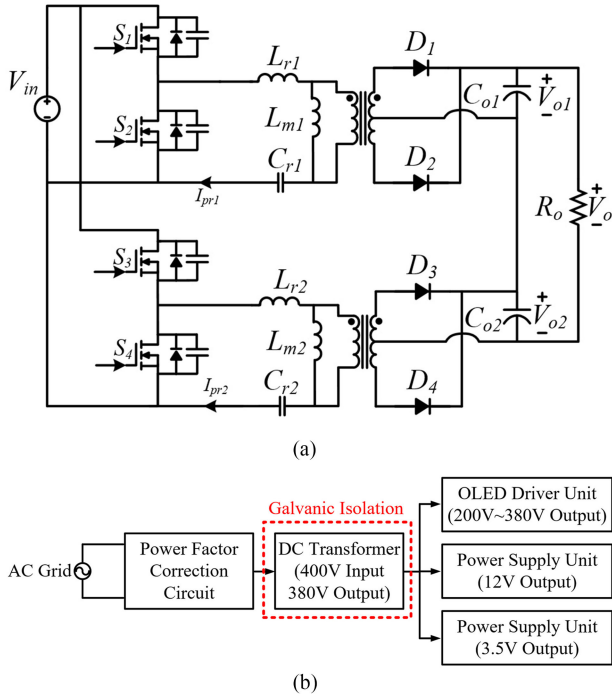 S1
D1
Lr1
Co1
+
Vo1
-
Vin
+
-
Lm1
S2
D2
Cr1
Ipr1
Ro
+
Vo
-
S3
D3
Lr2
Co2
+
Vo2
-
Lm2
S4
D4
Cr2
Ipr2
(a)
Galvanic Isolation
OLED Driver Unit
(200V~380V Output)
AC Grid
Power Factor
Correction
Circuit
DC Transformer
(400V Input
380V Output)
Power Supply Unit
(12V Output)
Power Supply Unit
(3.5V Output)
(b)